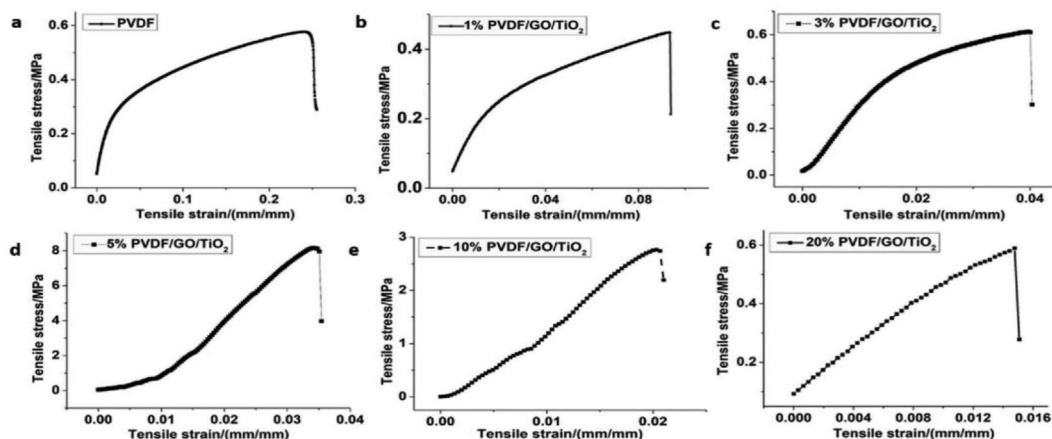 a
PVDF
Tensile stress/MPa
0.6
0.4
0.2
0.0
0.0 0.1 0.2 0.3
Tensile strain/(mm/mm)
b
1% PVDF/GO/TiO₂
Tensile stress/MPa
0.4
0.2
0.0
0.00 0.04 0.08
Tensile strain/(mm/mm)
c
3% PVDF/GO/TiO₂
Tensile stress/MPa
0.6
0.4
0.2
0.0
0.00 0.02 0.04
Tensile strain/(mm/mm)
d
5% PVDF/GO/TiO₂
Tensile stress/MPa
8
6
4
2
0
0.00 0.01 0.02 0.03 0.04
Tensile strain/(mm/mm)
e
10% PVDF/GO/TiO₂
Tensile stress/MPa
3
2
1
0
0.00 0.01 0.02
Tensile strain/(mm/mm)
f
20% PVDF/GO/TiO₂
Tensile stress/MPa
0.6
0.4
0.2
0.000 0.004 0.008 0.012 0.016
Tensile strain/(mm/mm)